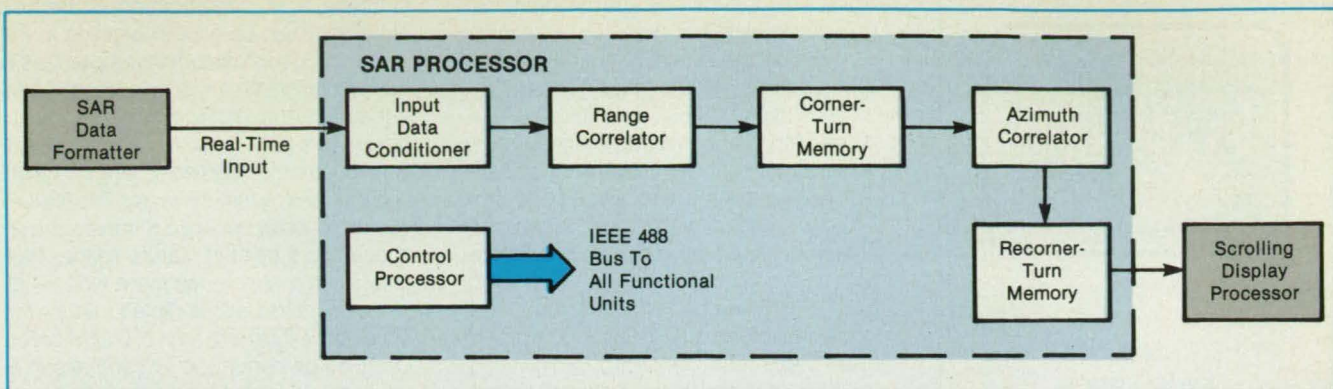 SAR PROCESSOR
SAR
Data
Formatter
Real-Time
Input
Input
Data
Conditioner
Range
Correlator
Corner-
Turn
Memory
Azimuth
Correlator
Control
Processor
IEEE 488
Bus To
All Functional
Units
Recorner-
Turn
Memory
Scrolling
Display
Processor